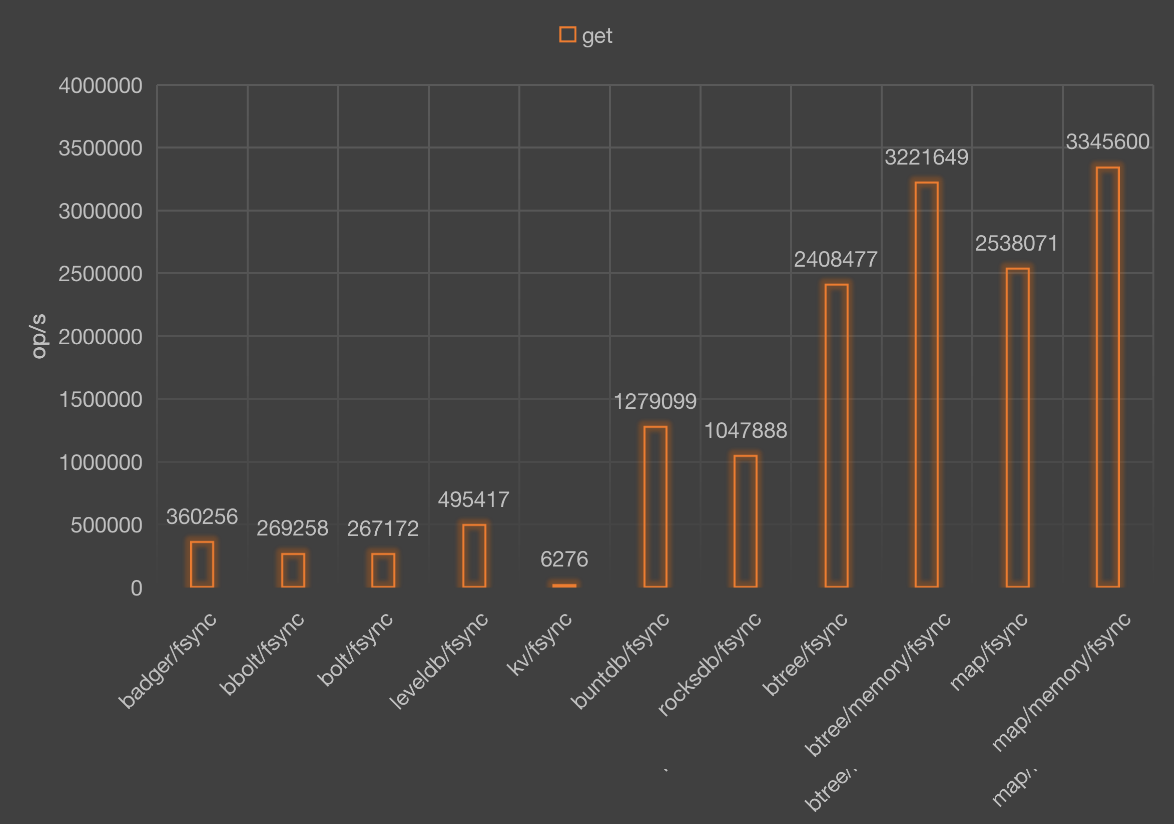 get
4000000
3500000
3000000
2500000
2000000
1500000
1000000
500000
0
op/s
360256
269258
267172
495417
6276
1279099
1047888
2408477
3221649
2538071
3345600
badger/fsync
bbolt/fsync
bolt/fsync
leveldb/fsync
kv/fsync
buntdb/fsync
rocksdb/fsync
btree/fsync
btree/memory/fsync
map/fsync
map/memory/fsync
btree/
map/